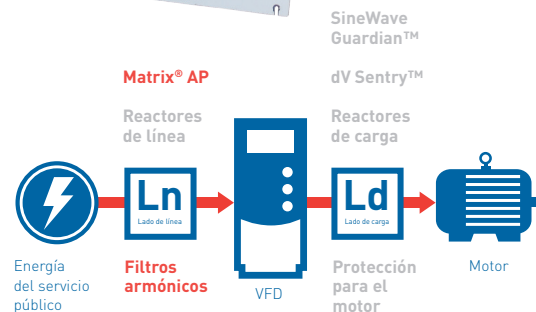 SineWave
Guardian™
Matrix® AP
dV Sentry™
Reactores
de línea
Reactores
de carga
Ln
Lado de línea
Ld
Lado de carga
Energía
del servicio
público
Filtros
armónicos
VFD
Protección
para el
motor
Motor